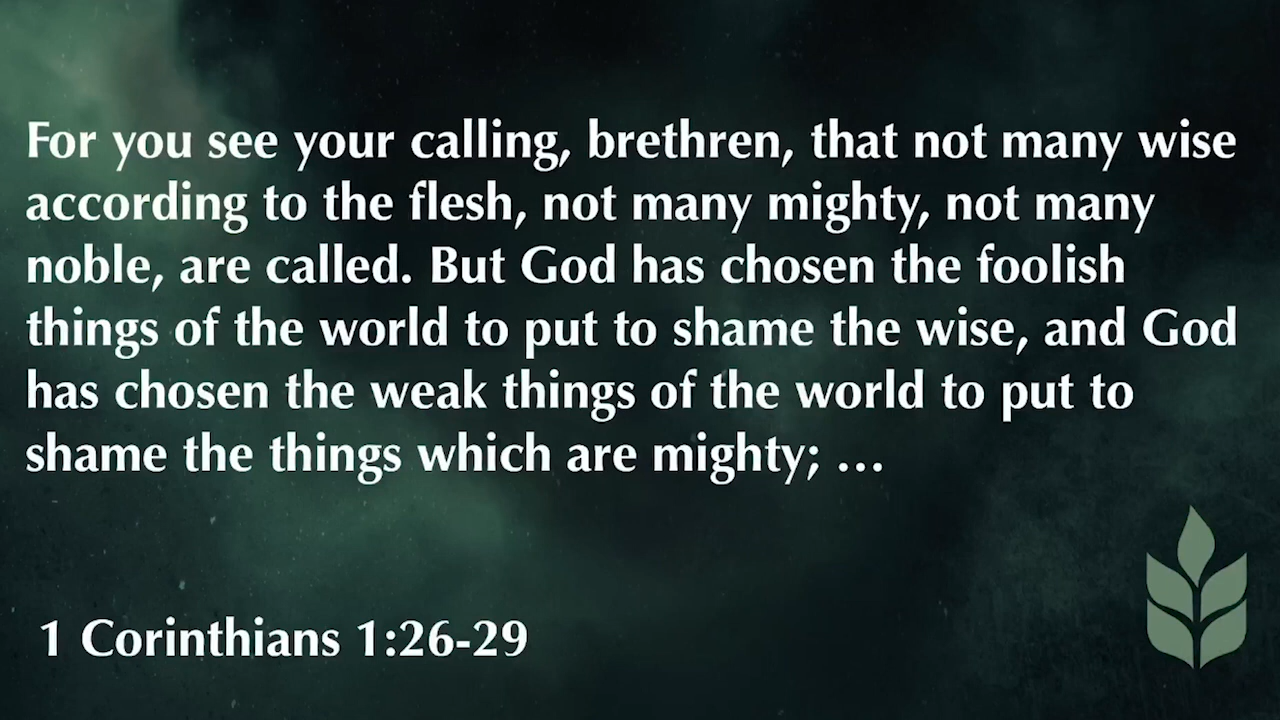 For you see your calling, brethren, that not many wise
according to the flesh, not many mighty, not many
noble, are called. But God has chosen the foolish
things of the world to put to shame the wise, and God
has chosen the weak things of the world to put to
shame the things which are mighty; ...
1 Corinthians 1:26-29